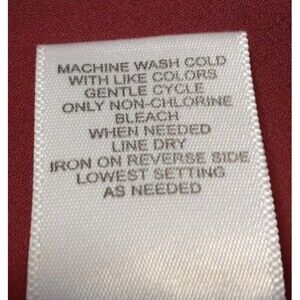 MACHINE WASH COLD
WITH LIKE COLORS
GENTLE CYCLE
ONLY NON-CHLORINE
BLEACH
WHEN NEEDED
LINE DRY
IRON ON REVERSE SIDE
LOWEST SETTING
AS NEEDED